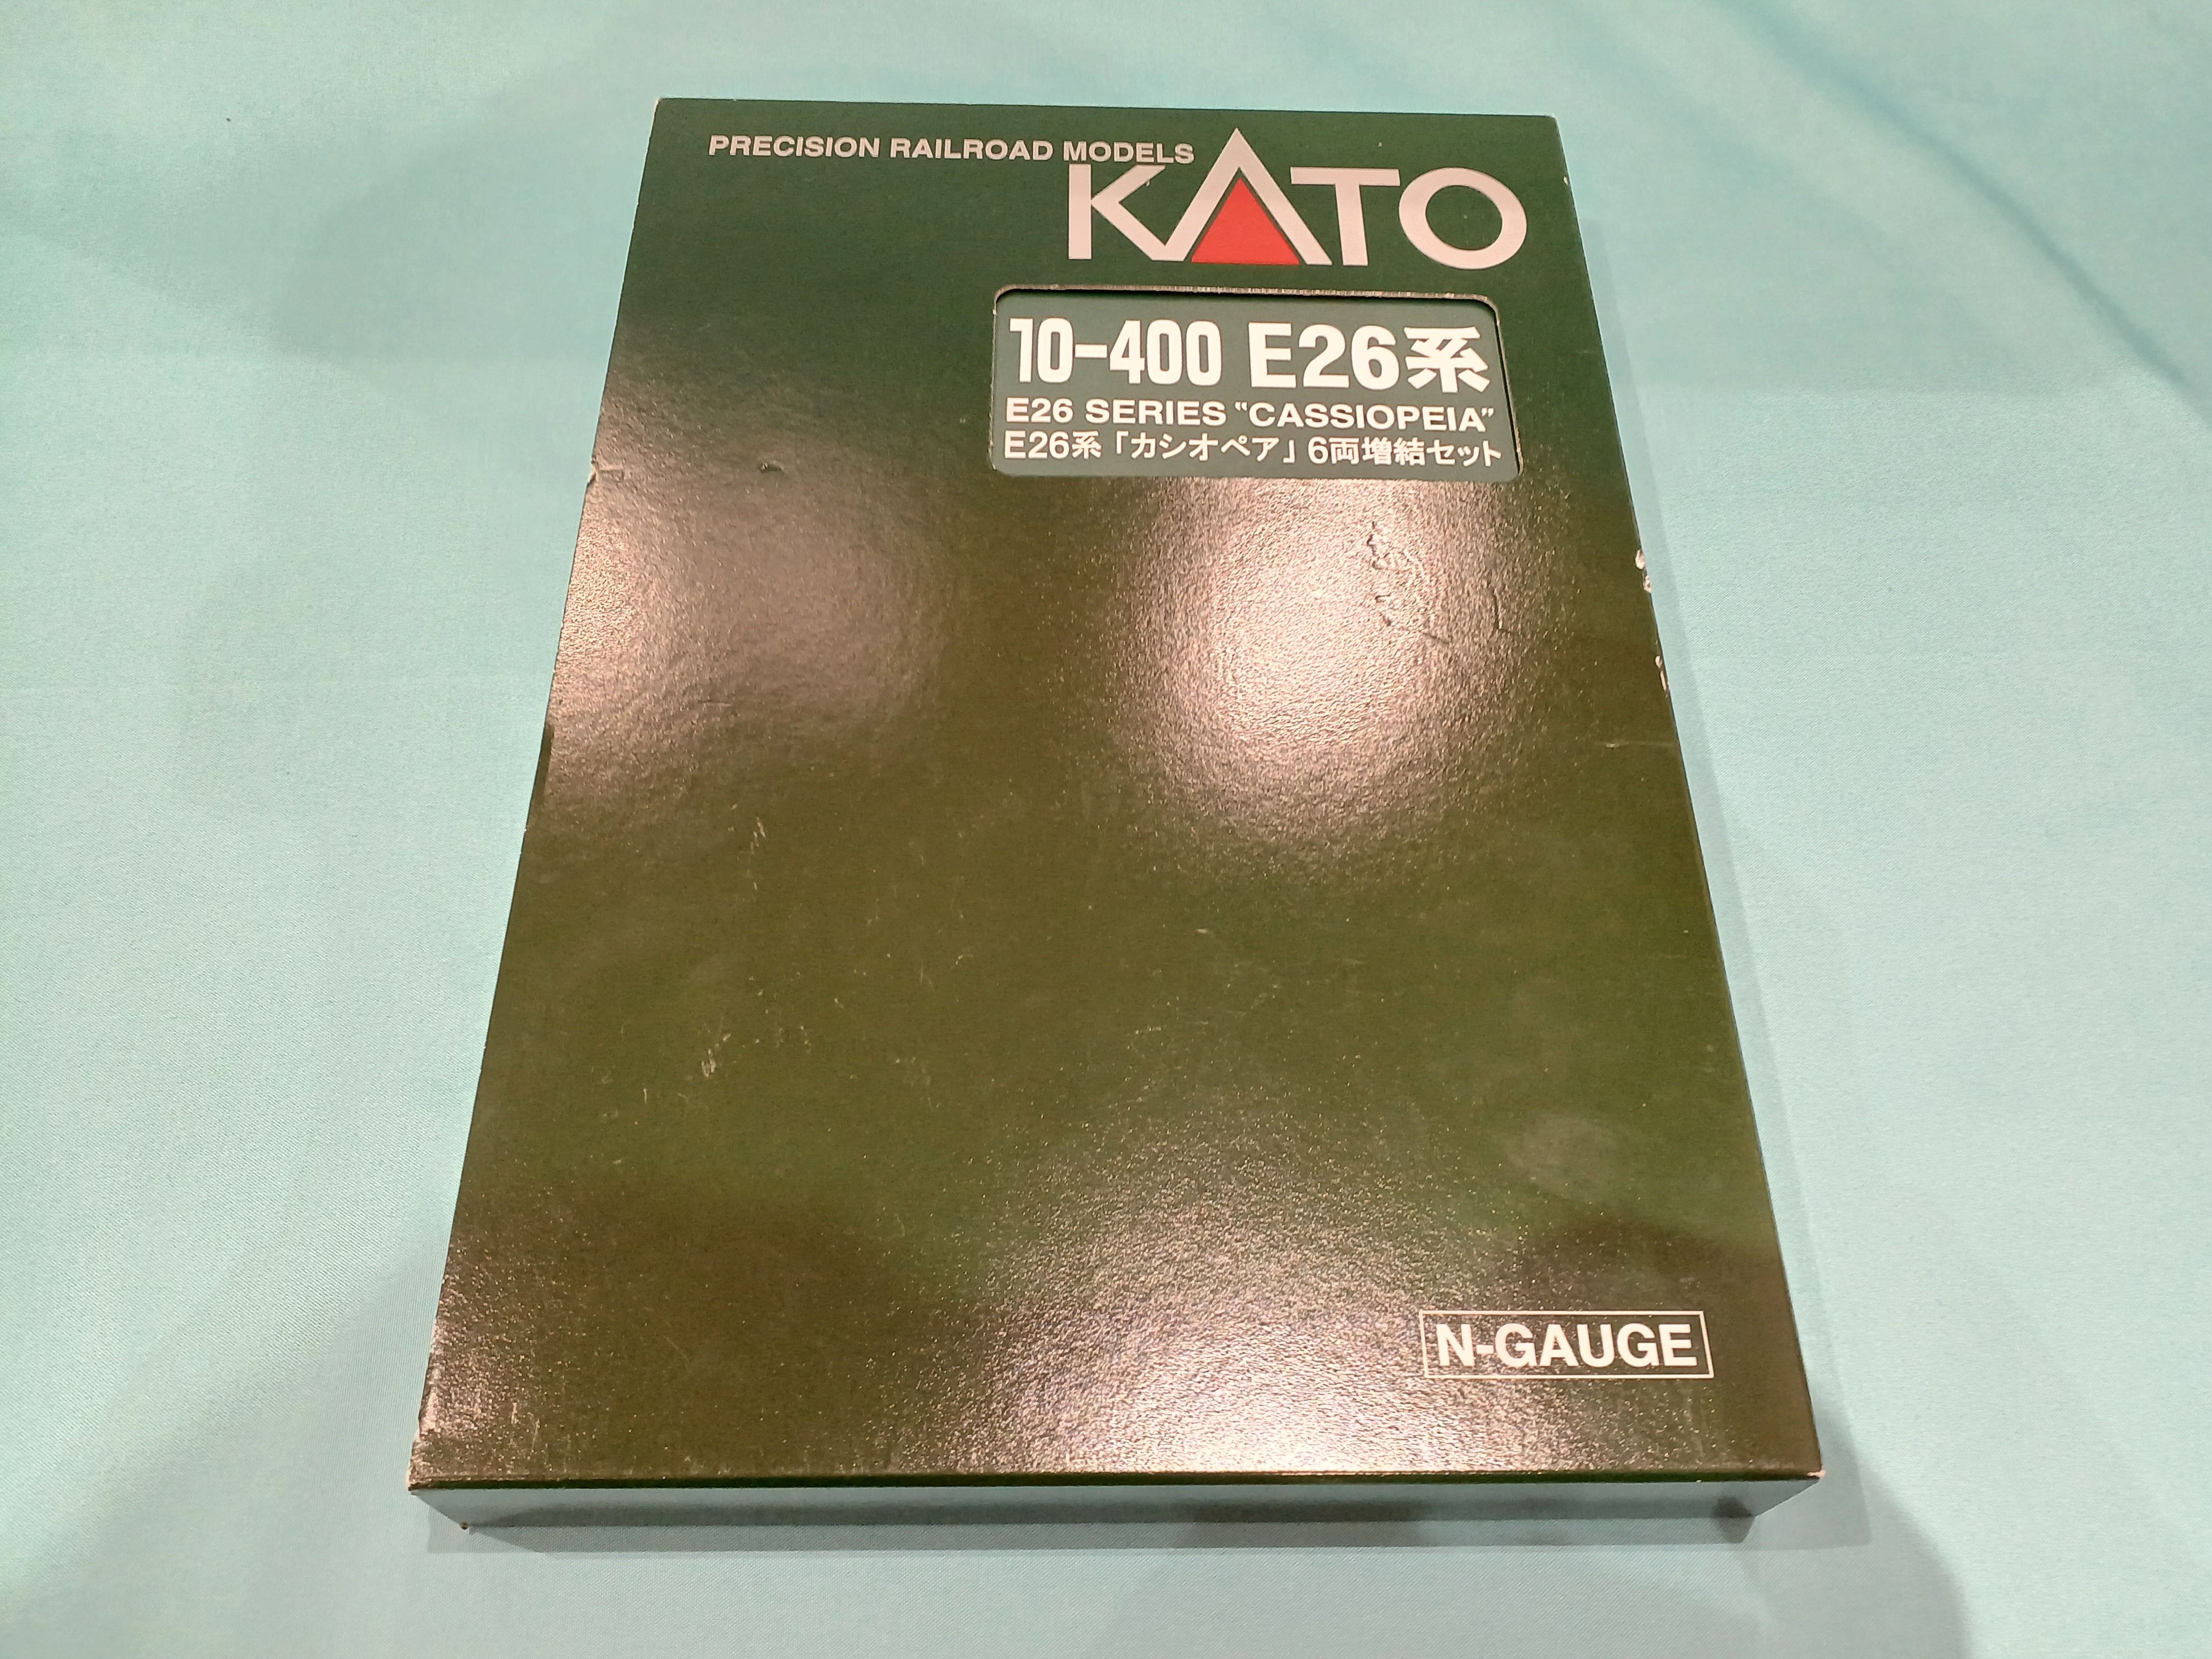 PRECISION RAILROAD MODELS
KATO
10-400 E26系
E26 SERIES "CASSIOPEIA"
E26系「カシオペア」6両増結セット
N-GAUGE